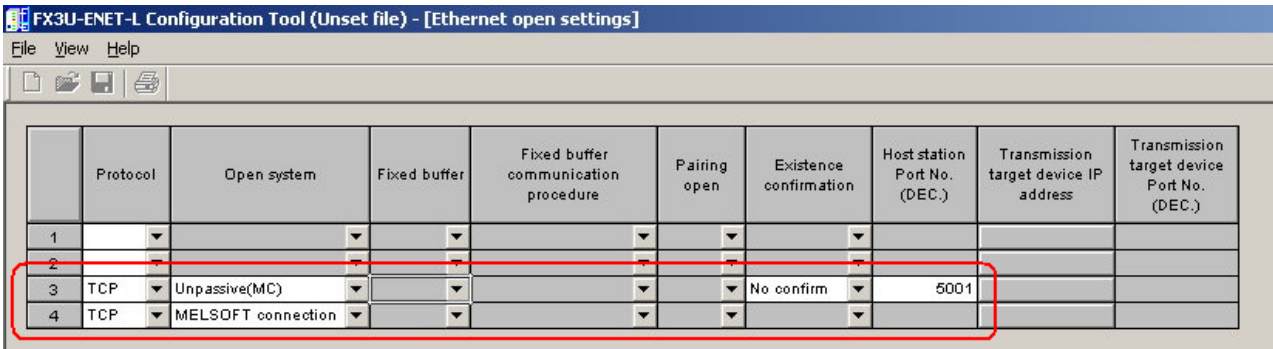 FX3U-ENET-L Configuration Tool (Unset file) - [Ethernet open settings]
File View Help
Protocol
Open system
Fixed buffer
Fixed buffer
communication
procedure
Pairing
open
Existence
confirmation
Host station
Port No.
(DEC.)
Transmission
target device IP
address
Transmission
target device
Port No.
(DEC.)
1
2
3 TCP Unpassive(MC) No confirm 5001
4 TCP MELSOFT connection